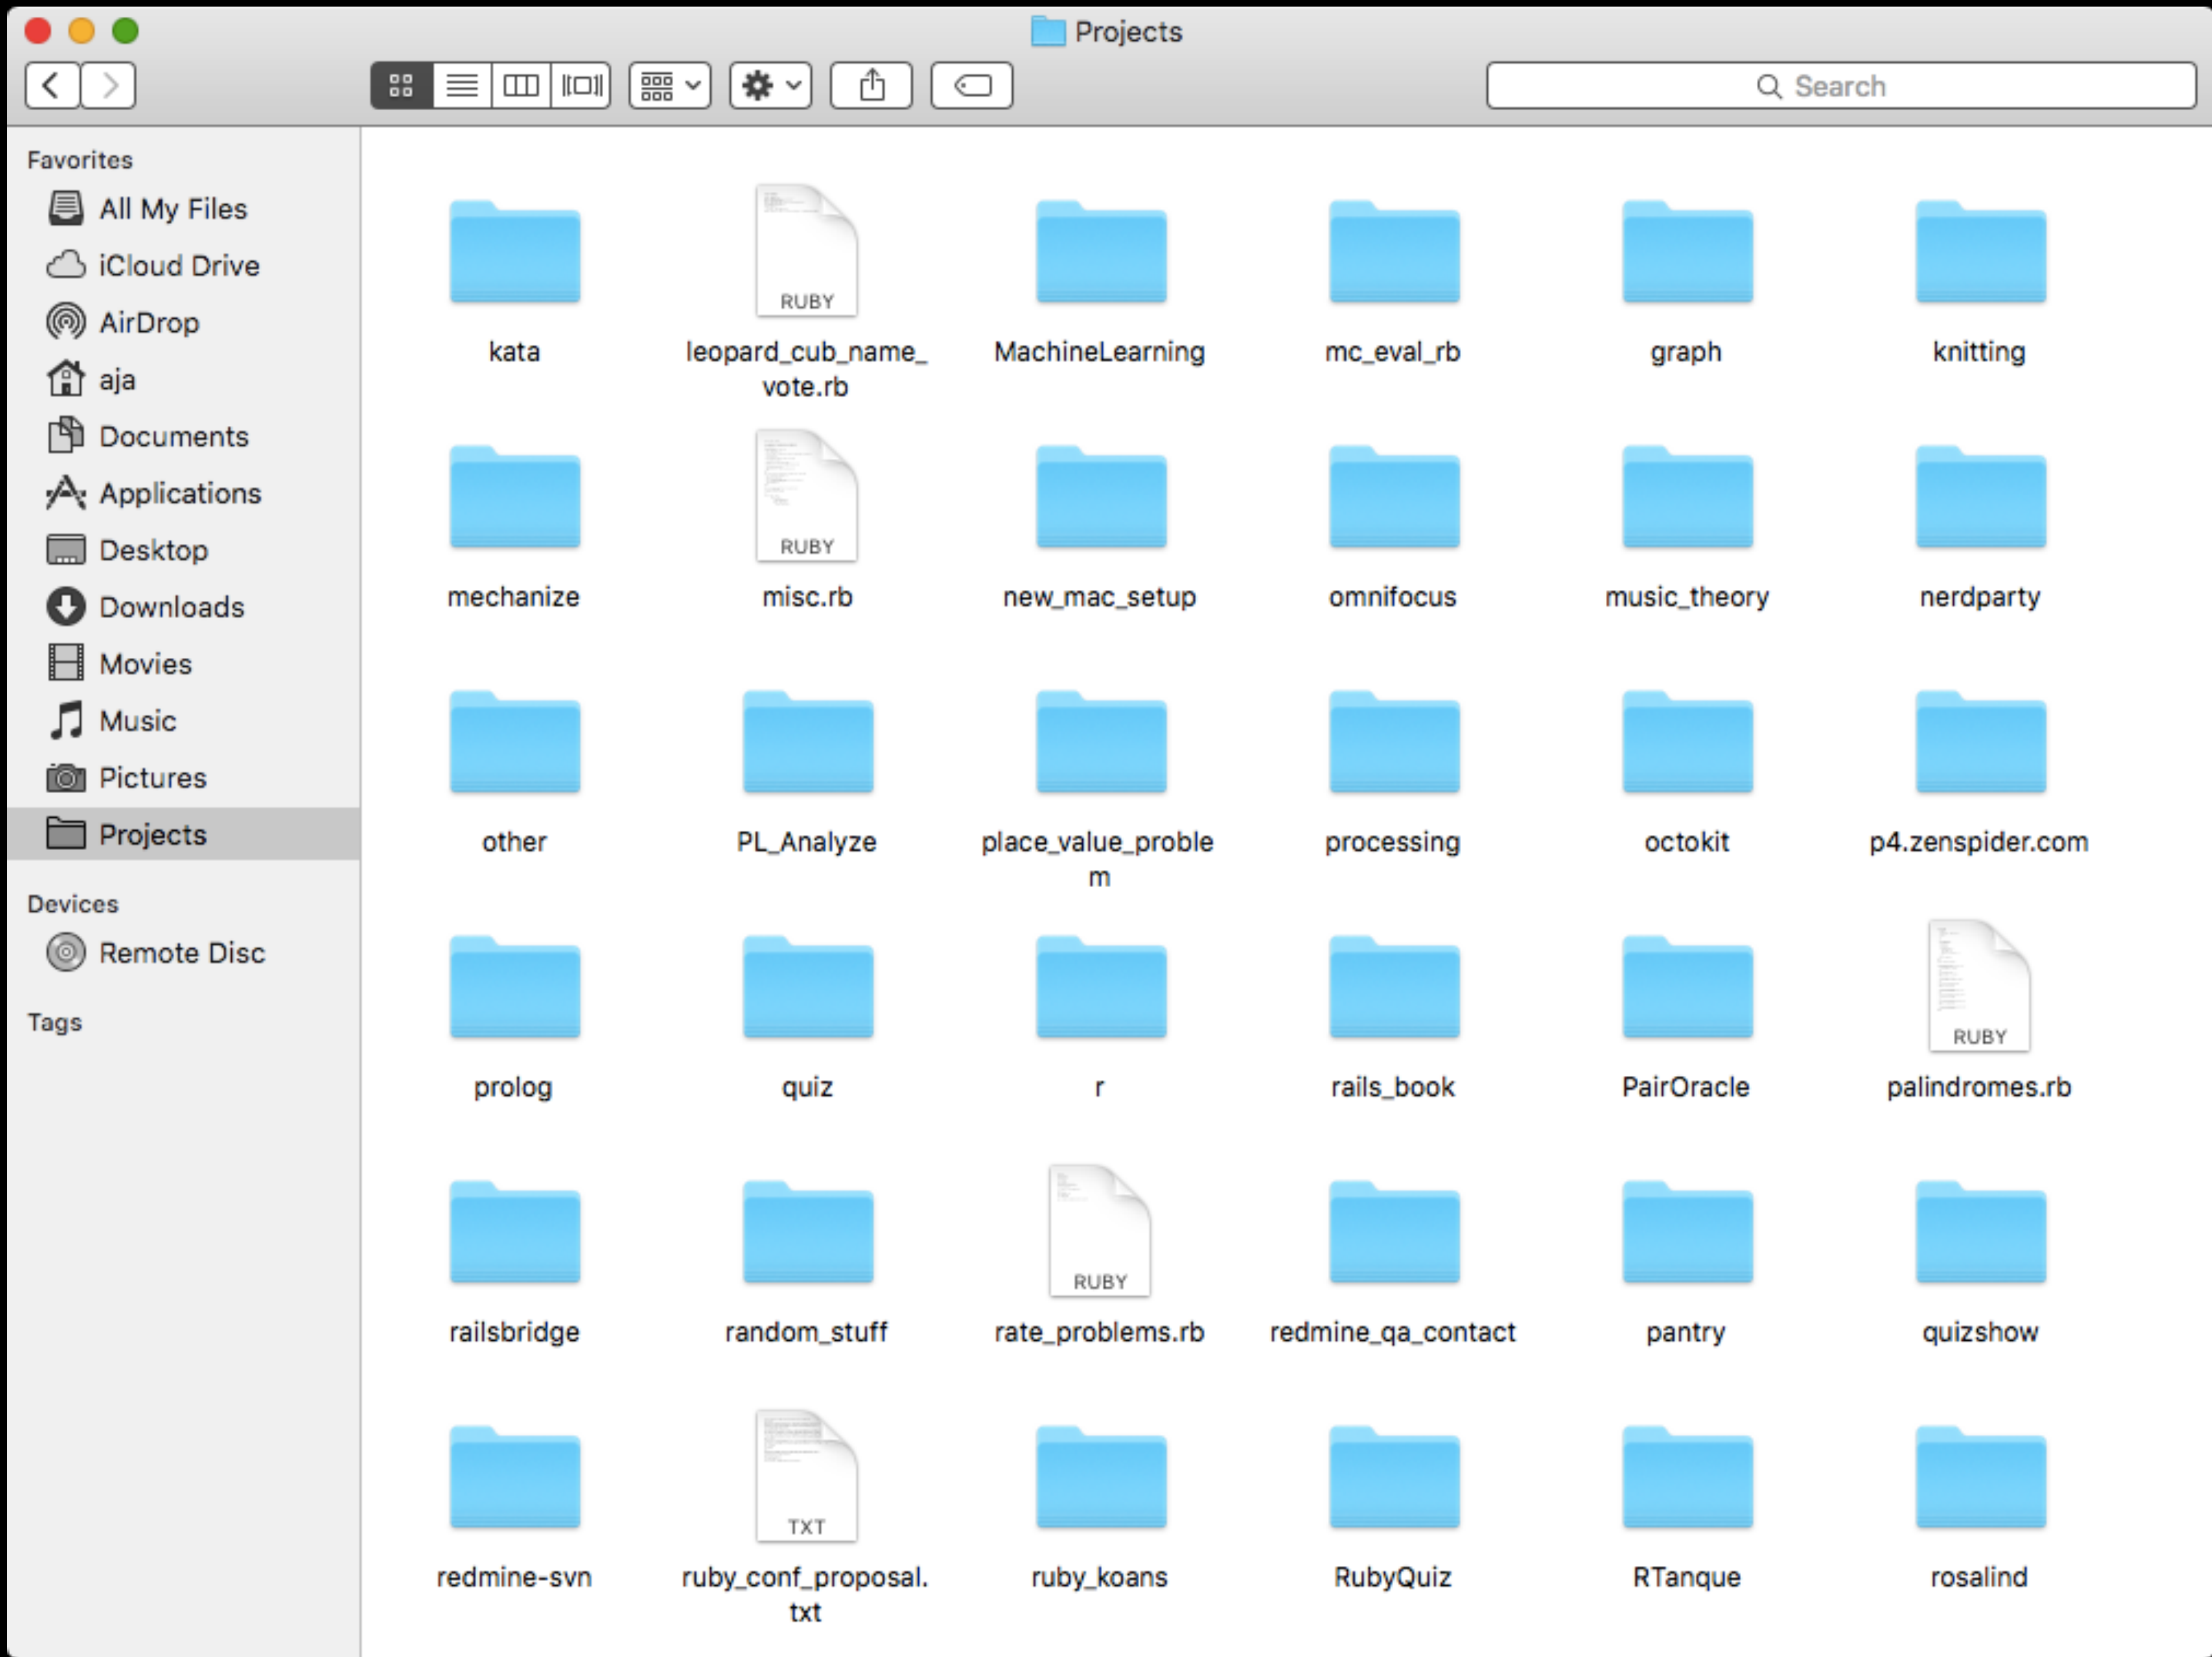 Projects
Search
Favorites
All My Files
iCloud Drive
AirDrop
aja
Documents
Applications
Desktop
Downloads
Movies
Music
Pictures
Projects
Devices
Remote Disc
Tags
RUBY
kata
leopard_cub_name_
vote.rb
MachineLearning
mc_eval_rb
graph
knitting
RUBY
mechanize
misc.rb
new_mac_setup
omnifocus
music_theory
nerdparty
other
PL_Analyze
place_value_proble
m
processing
octokit
p4.zenspider.com
RUBY
prolog
quiz
r
rails_book
PairOracle
palindromes.rb
RUBY
railsbridge
random_stuff
rate_problems.rb
redmine_qa_contact
pantry
quizshow
TXT
redmine-svn
ruby_conf_proposal.
txt
ruby_koans
RubyQuiz
RTanque
rosalind